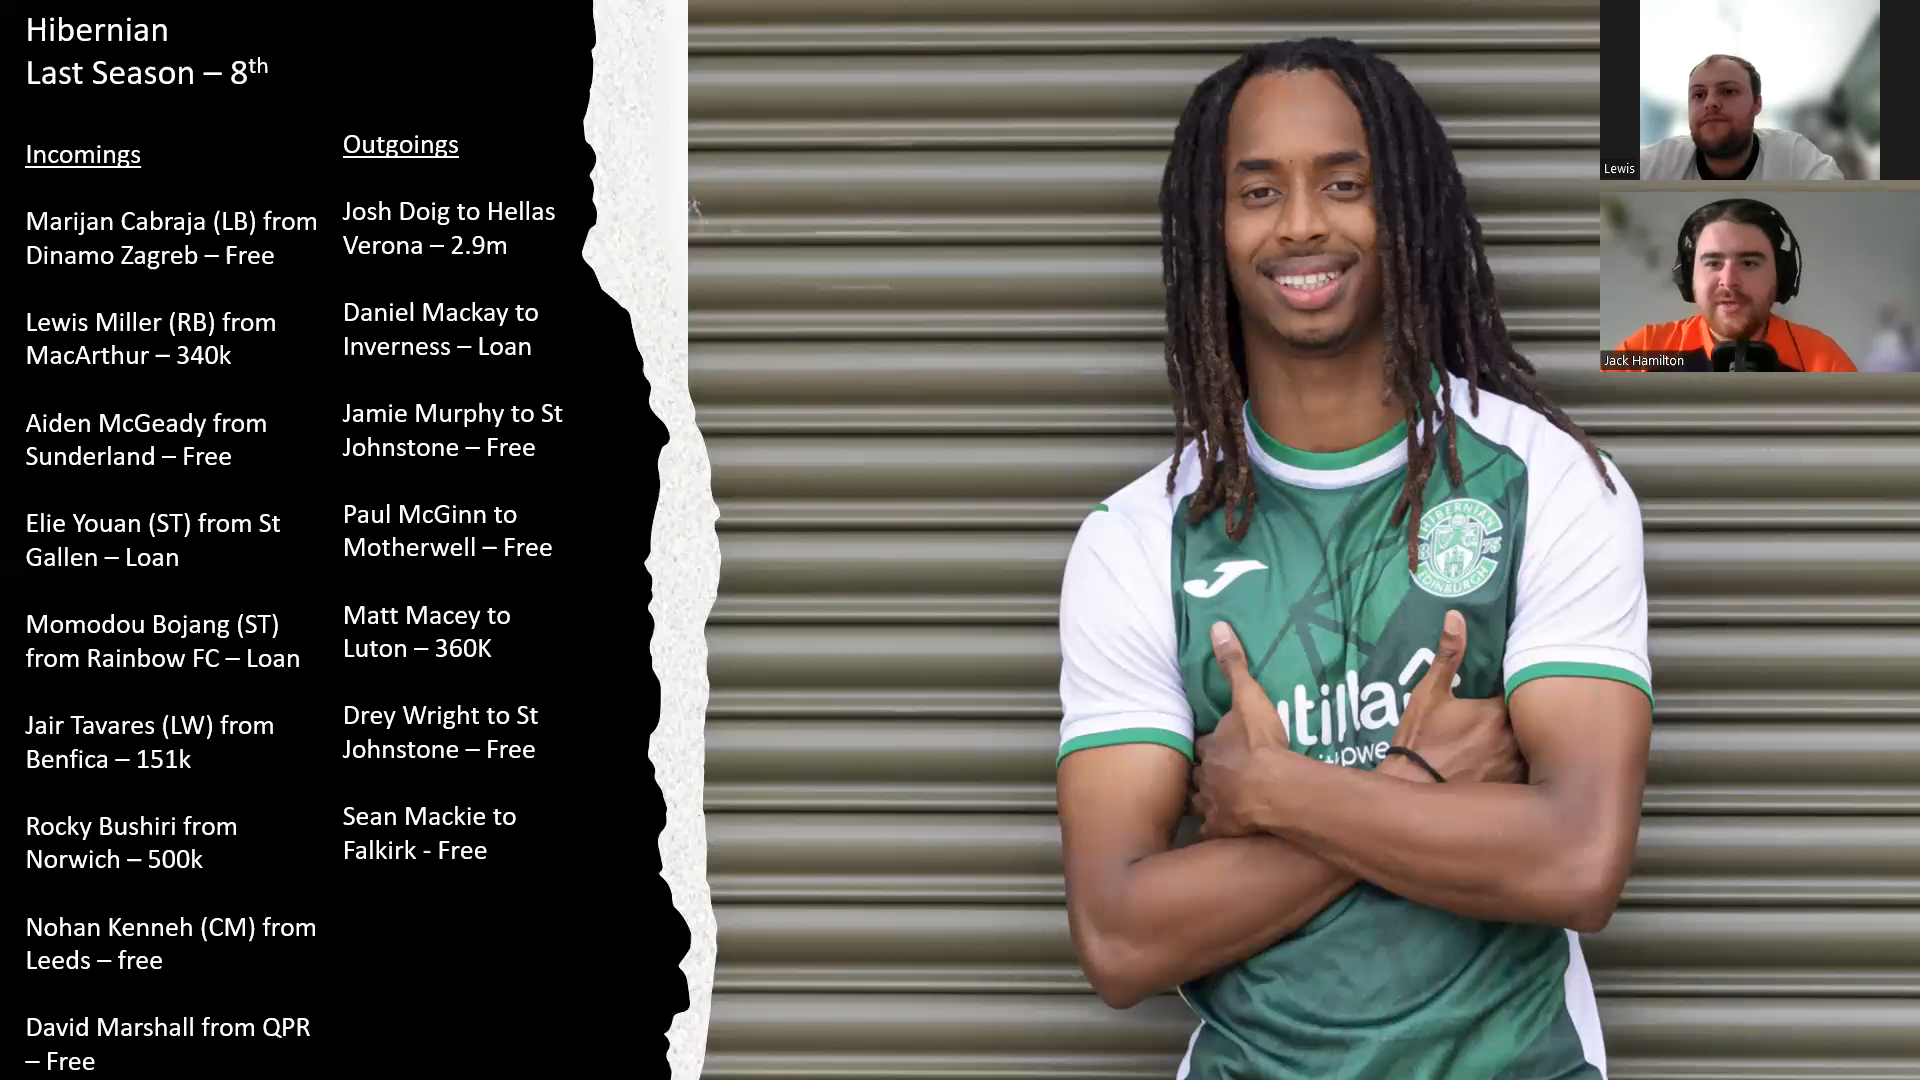 Hibernian
Last Season – 8th
Incomings
Marijan Cabraja (LB) from
Dinamo Zagreb – Free
Lewis Miller (RB) from
MacArthur – 340k
Aiden McGeady from
Sunderland – Free
Elie Youan (ST) from St
Gallen – Loan
Momodou Bojang (ST)
from Rainbow FC – Loan
Jair Tavares (LW) from
Benfica – 151k
Rocky Bushiri from
Norwich – 500k
Nohan Kenneh (CM) from
Leeds – free
David Marshall from QPR
– Free
Outgoings
Josh Doig to Hellas
Verona – 2.9m
Daniel Mackay to
Inverness – Loan
Jamie Murphy to St
Johnstone – Free
Paul McGinn to
Motherwell – Free
Matt Macey to
Luton – 360K
Drey Wright to St
Johnstone – Free
Sean Mackie to
Falkirk - Free
HIBERNIAN
EDINBURGH
Lewis
Jack Hamilton